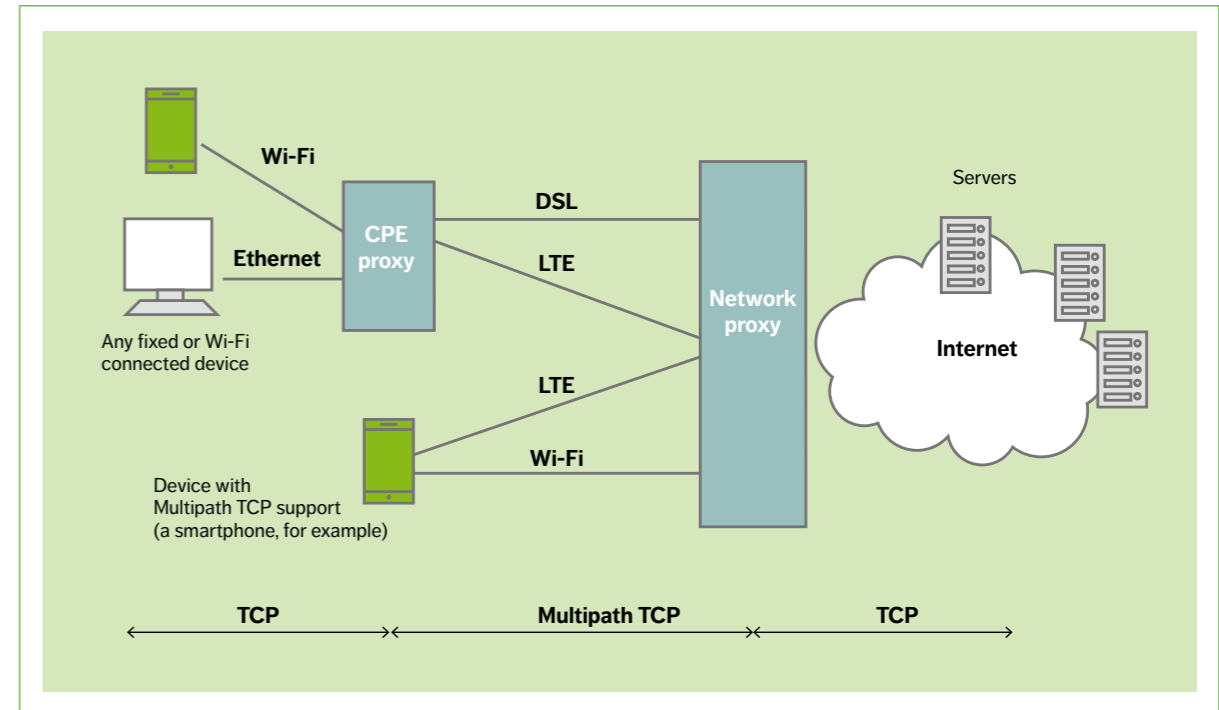 Wi-Fi
Ethernet
Any fixed or Wi-Fi
connected device
CPE
proxy
DSL
LTE
LTE
Wi-Fi
Device with
Multipath TCP support
(a smartphone, for example)
Network
proxy
Servers
Internet
TCP
Multipath TCP
TCP